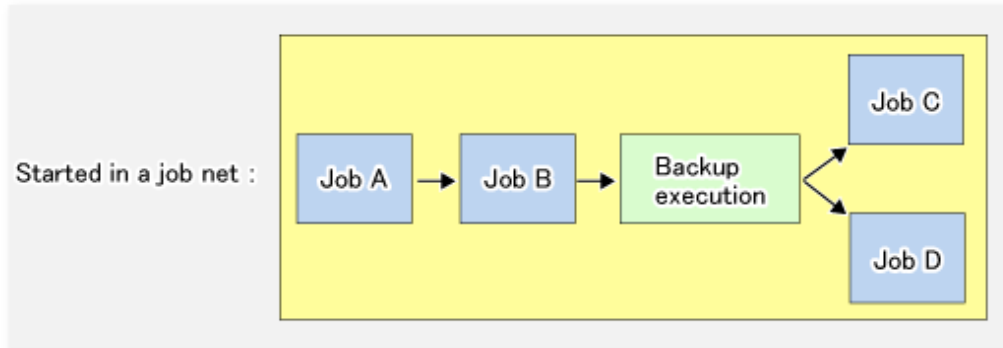 Started in a job net :
Job A
Job B
Backup
execution
Job C
Job D